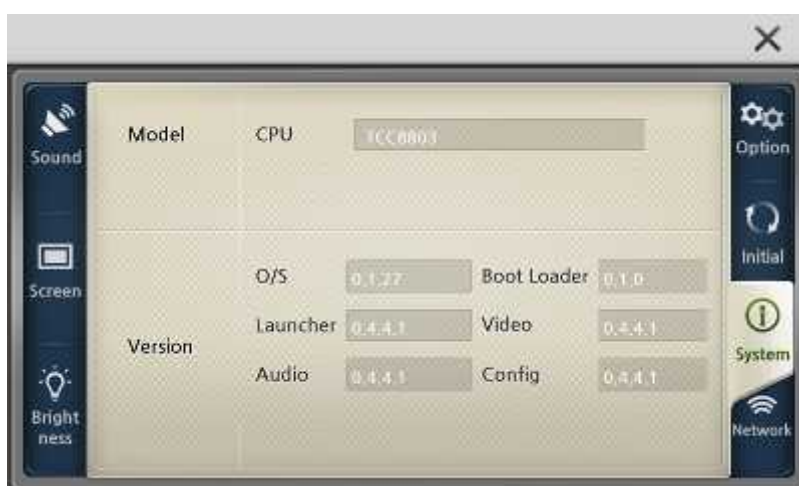 Sound
Screen
Bright
ness
Model
CPU
TCC8803
Version
O/S
0.1.27
Boot Loader
0.1.0
Launcher
0.4.4.1
Video
0.4.4.1
Audio
0.4.4.1
Config
0.4.4.1
Option
Initial
System
Network